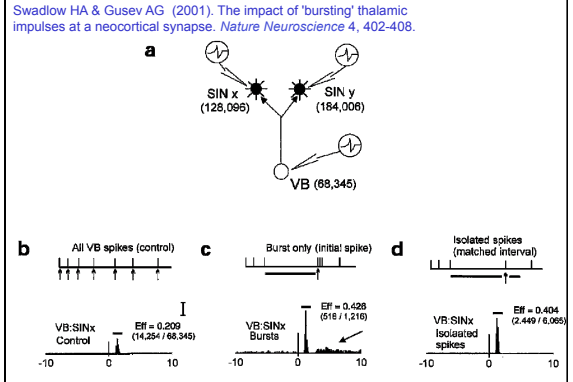 Swadlow HA & Gusev AG (2001). The impact of 'bursting' thalamic
impulses at a neocortical synapse. Nature Neuroscience 4, 402-408.
a
SIN x
(128,096)
SIN y
(184,006)
VB (68,345)
b
All VB spikes (control)
VB:SINx
Control
Eff = 0.209
(14,254 / 68,345)
-10
0
10
c
Burst only (initial spike)
VB:SINx
Bursts
Eff = 0.426
(518 / 1,216)
-10
0
10
d
Isolated spikes
(matched interval)
VB:SINx
Isolaated
spikes
Eff = 0.404
(2.449 / 6,065)
-10
0
10